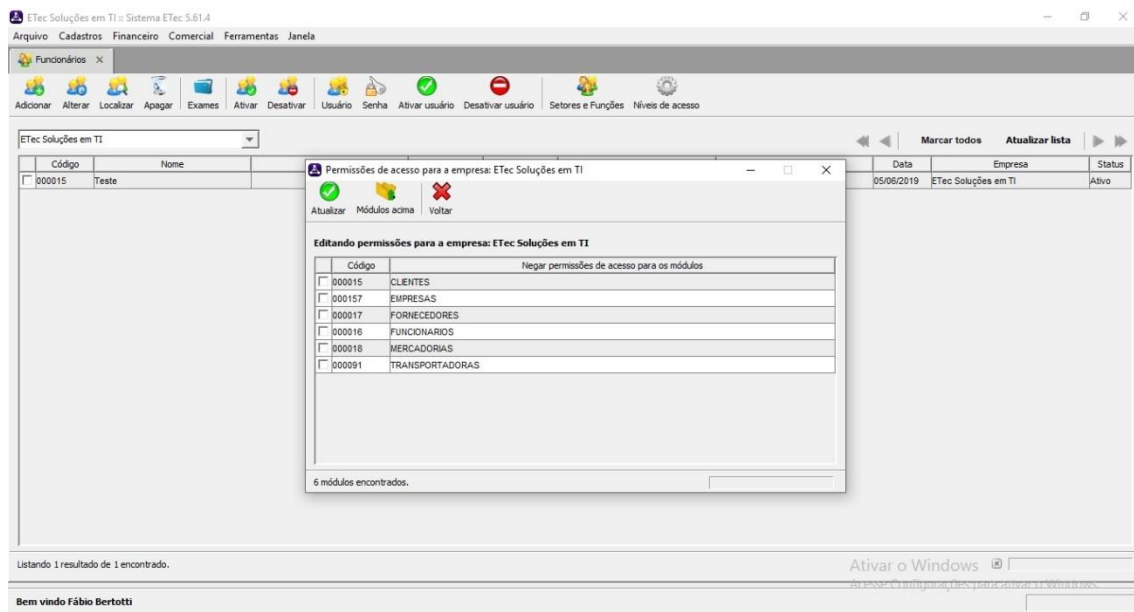 ETec Soluções em TI :: Sistema ETec 5.61.4
Arquivo Cadastros Financeiro Comercial Ferramentas Janela
Funcionários
Adicionar Alterar Localizar Apagar Exames Ativar Desativar Usuário Senha Ativar usuário Desativar usuário Setores e Funções Níveis de acesso
ETec Soluções em TI Marcar todos Atualizar lista
Código Nome Data Empresa Status
000015 Teste 05/06/2019 ETec Soluções em TI Ativo
Permissões de acesso para a empresa: ETec Soluções em TI
Atualizar Módulos acima Voltar
Editando permissões para a empresa: ETec Soluções em TI
Código Negar permissões de acesso para os módulos
000015 CLIENTES
000157 EMPRESAS
000017 FORNECEDORES
000016 FUNCIONARIOS
000018 MERCADORIAS
000091 TRANSPORTADORAS
6 módulos encontrados.
Listando 1 resultado de 1 encontrado.
Ativar o Windows
Acesse Configurações para ativar o Windows.
Bem vindo Fábio Bertotti